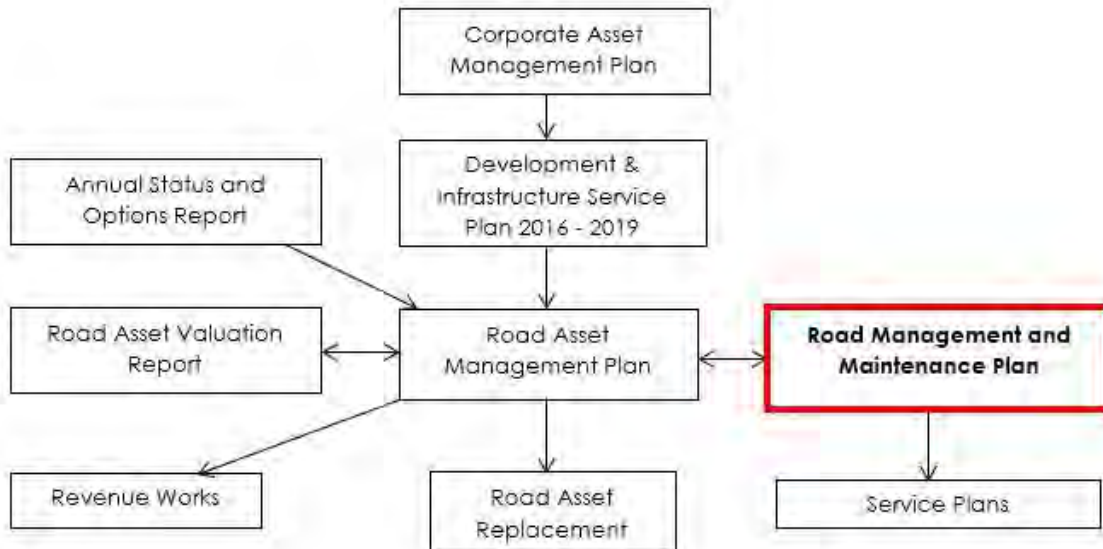 Corporate Asset
Management Plan
Development &
Infrastructure Service
Plan 2016 - 2019
Annual Status and
Options Report
Road Asset Valuation
Report
Road Asset
Management Plan
Road Management and
Maintenance Plan
Revenue Works
Road Asset
Replacement
Service Plans